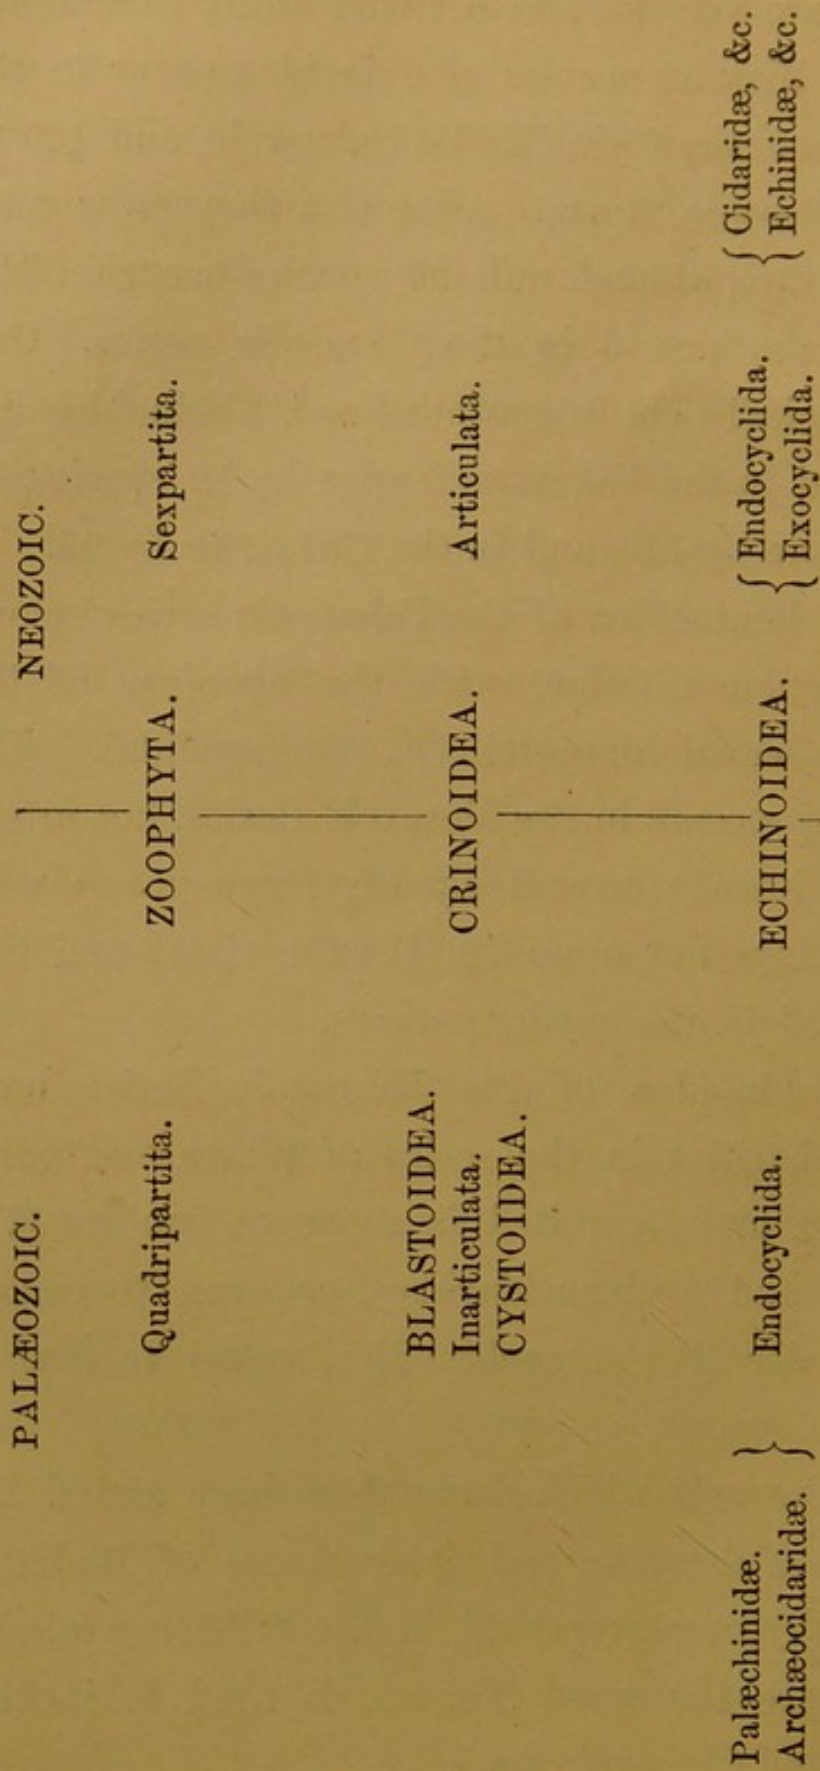 PALÆOZOIC. NEOZOIC.
Quadripartita. ZOOPHYTA. Sexpartita.
BLASTOIDEA.
Inarticulata. CRINOIDEA. Articulata.
CYSTOIDEA.
Palæchinidæ. } Endocyclida. ECHINOIDEA. { Endocyclida. { Cidaridæ, &c.
Archæocidaridæ. } { Exocyclida. { Echinidæ, &c.